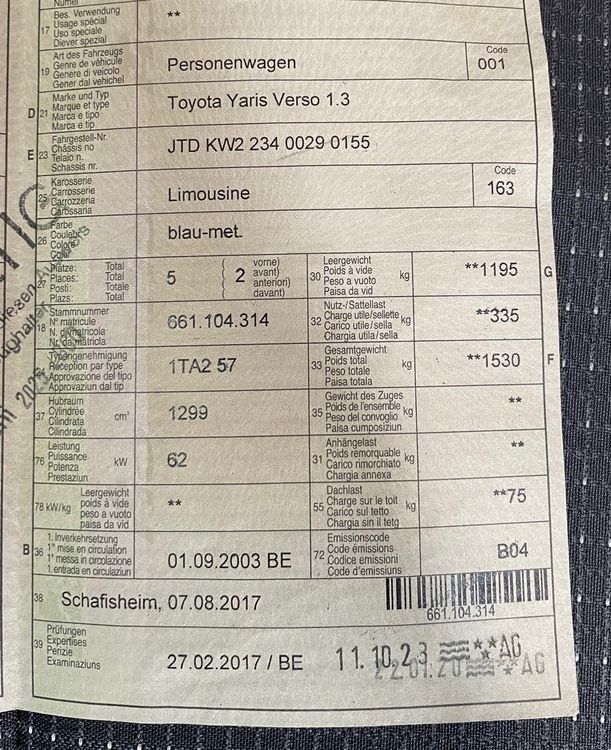 Numéi
17 Bes. Verwendung **
Usage spécial
Uso speciale
Diever spezial
19 Art des Fahrzeugs Personenwagen Code
Genre de véhicule 001
Genere di veicolo
Gener dal vehichel
D 21 Marke und Typ Toyota Yaris Verso 1.3
Marque et type
Marca e tipo
Marca e tip
E 23 Fahrgestell-Nr. JTD KW2 234 0029 0155
Châssis no
Telaio n.
Schassis nr.
25 Karosserie Limousine Code
Carrosserie 163
Carrozzeria
Carossaria
26 Farbe blau-met.
Couleur
Colore
Colur
27 Plätze: Total 5 2 vorne)
Places: Total avant)
Posti: Totale anteriori)
Plazs: Total davant)
30 Leergewicht kg **1195 G
Poids à vide
Peso a vuoto
Paisa da vid
18 Stammnummer 661.104.314
N° matricule
N. di matricola
Nr. da matricla
32 Nutz-/Sattellast kg **335
Charge utile/sellette
Carico utile/sella
Chargia utila/sella
Typengenehmigung 1TA2 57
Réception par type
Approvazione del tipo
Approvaziun dal tip
33 Gesamtgewicht kg **1530 F
Poids total
Peso totale
Paisa totala
37 Hubraum cm³ 1299
Cylindrée
Cilindrata
Cilindrada
35 Gewicht des Zuges kg **
Poids de l'ensemble
Peso del convoglio
Paisa cumposiziun
76 Leistung kW 62
Puissance
Potenza
Prestaziun
31 Anhängelast kg **
Poids remorquable
Carico rimorchiato
Chargia annexa
78 kW/kg Leergewicht **
poids à vide
peso a vuoto
paisa da vid
55 Dachlast kg **75
Charge sur le toit
Carico sul tetto
Chargia sin il tetg
B 36 1. Inverkehrsetzung 01.09.2003 BE
1re mise en circulation
1a messa in circolazione
1. entrada en circulaziun
72 Emissionscode B04
Code émissions
Codice emissioni
Code d'emissiuns
38 Schafisheim, 07.08.2017
661.104.314
39 Prüfungen 27.02.2017 / BE 11.10.23 AG
Expertises 22.01.20 AG
Perizie
Examinaziuns